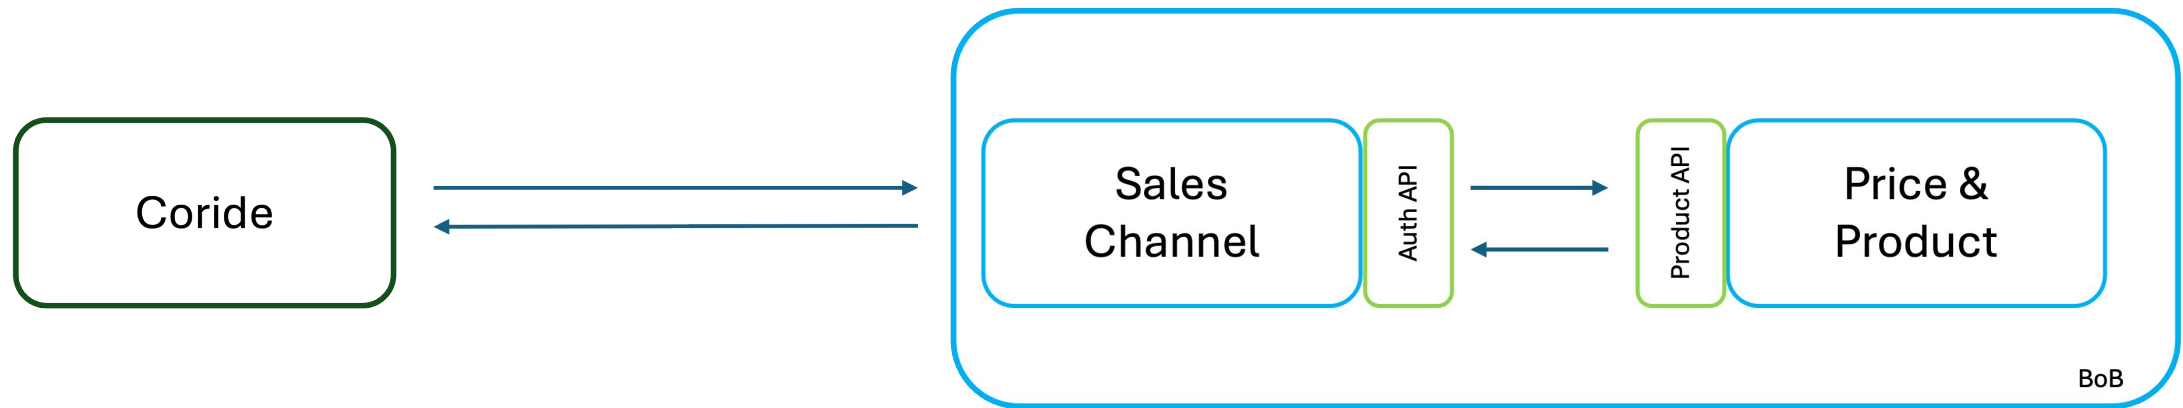 Coride
Sales
Channel
Auth API
Product API
Price &
Product
BoB